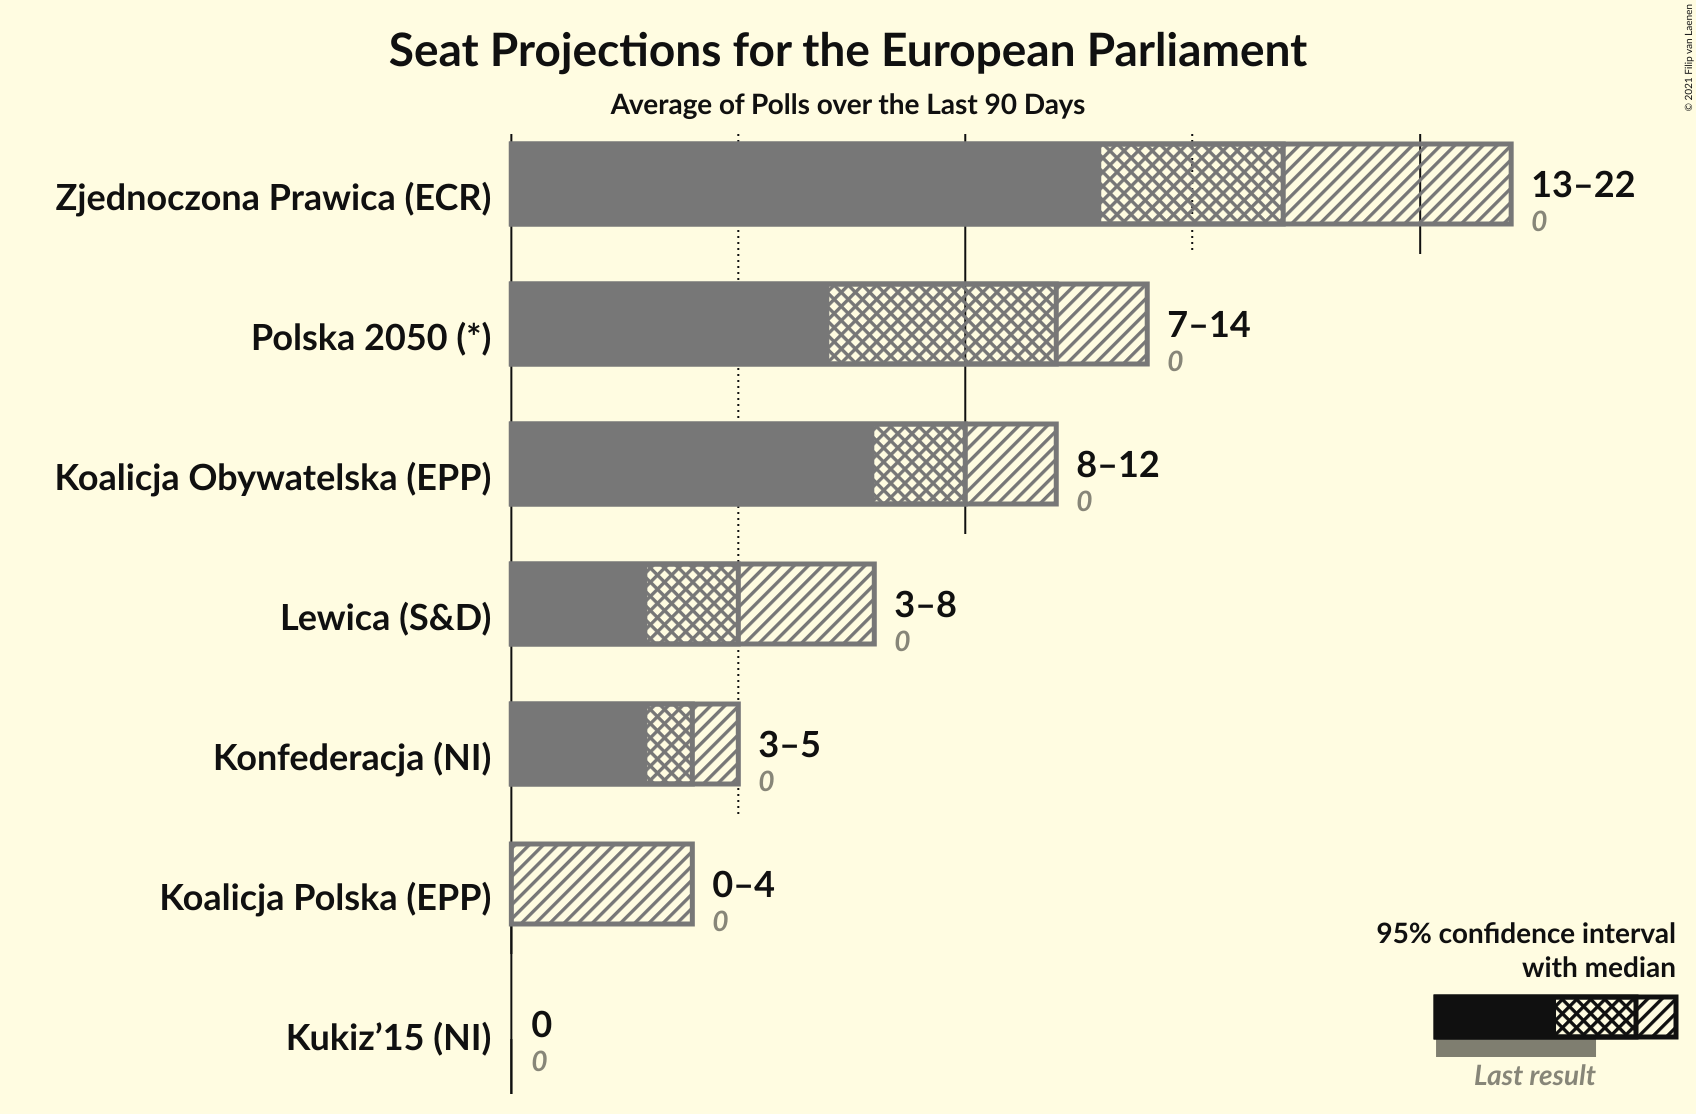 Seat Projections for the European Parliament
Average of Polls over the Last 90 Days
© 2021 Filip van Laenen
Zjednoczona Prawica (ECR)
13–22
0
Polska 2050 (*)
7–14
0
Koalicja Obywatelska (EPP)
8–12
0
Lewica (S&D)
3–8
0
Konfederacja (NI)
3–5
0
Koalicja Polska (EPP)
0–4
0
Kukiz’15 (NI)
0
0
95% confidence interval
with median
Last result